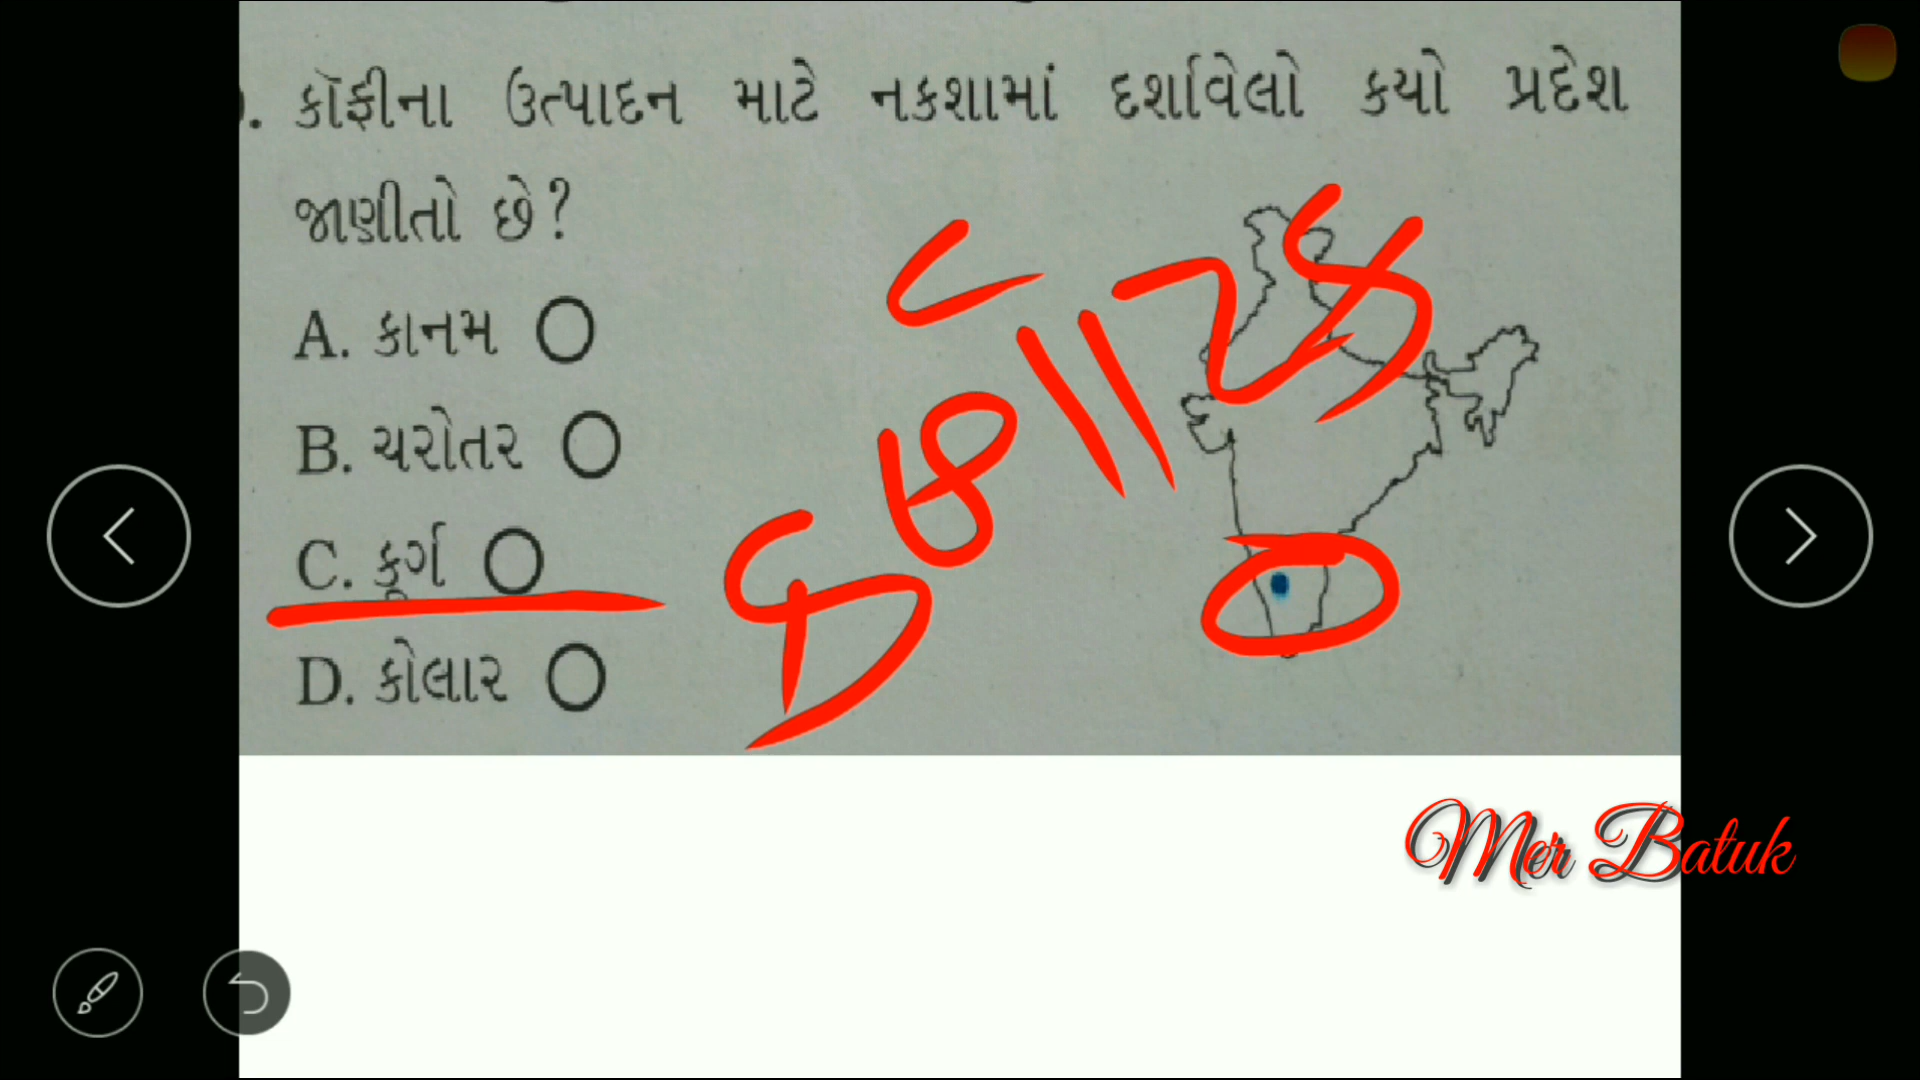 . કૉફીના ઉત્પાદન માટે નકશામાં દર્શાવેલો કયો પ્રદેશ
જાણીતો છે?
A. કાનમ
B. ચરોતર
C. કુર્ગ
D. કોલાર
કર્ણાટક
Mer Batuk